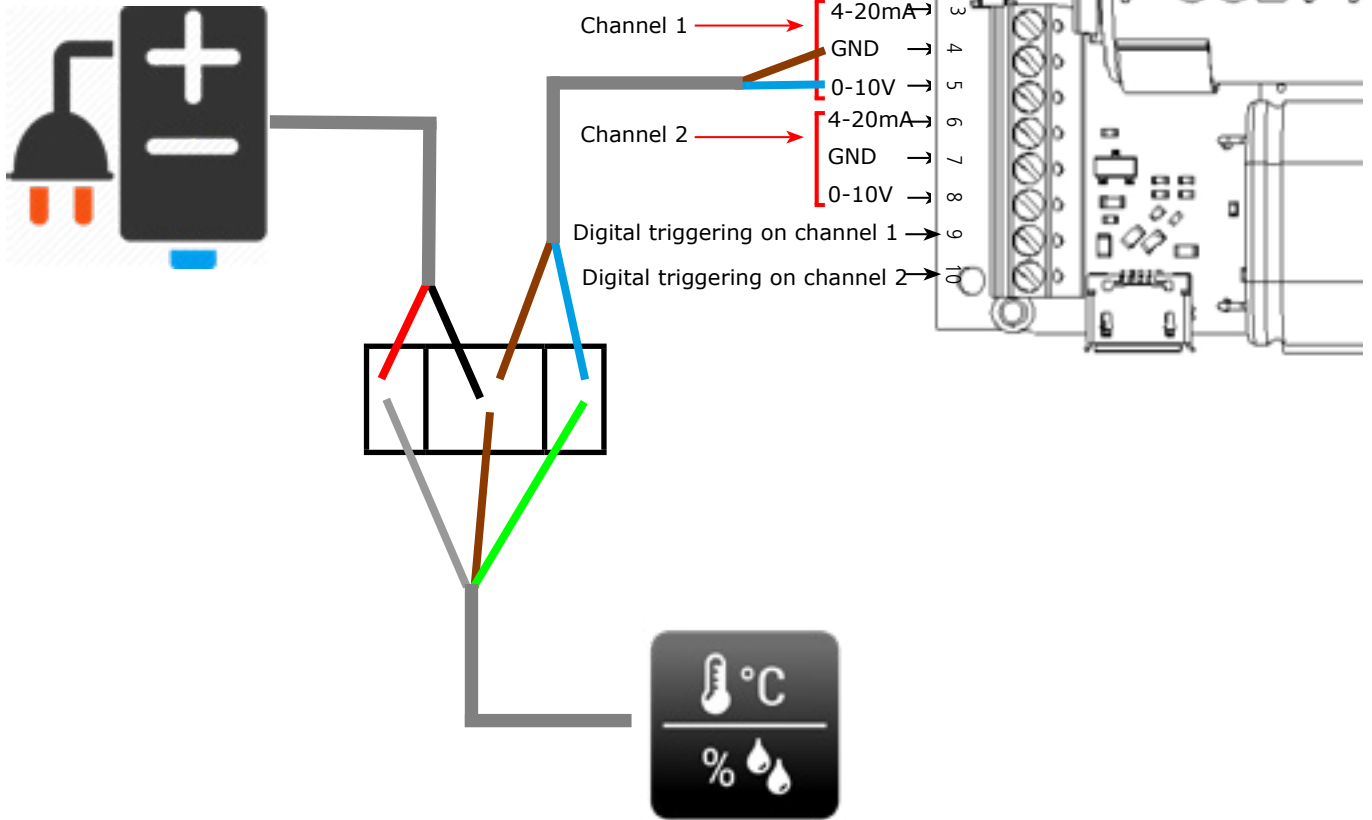 4-20mA 3
Channel 1
GND 4
0-10V 5
4-20mA 6
Channel 2
GND 7
0-10V 8
Digital triggering on channel 1 9
Digital triggering on channel 2 10
°C
%